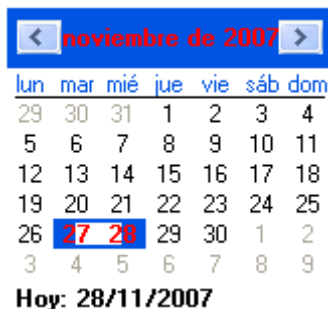 noviembre de 2007
lun mar mié jue vie sáb dom
29 30 31 1 2 3 4
5 6 7 8 9 10 11
12 13 14 15 16 17 18
19 20 21 22 23 24 25
26 27 28 29 30 1 2
3 4 5 6 7 8 9
Hoy: 28/11/2007